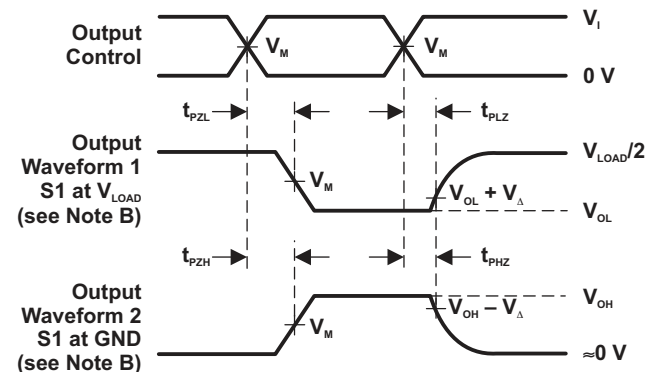 Output
Control
V_M
V_M
V_I
0 V
t_PZL
t_PLZ
Output
Waveform 1
S1 at V_LOAD
(see Note B)
V_M
V_OL + V_Δ
V_LOAD/2
V_OL
t_PZH
t_PHZ
Output
Waveform 2
S1 at GND
(see Note B)
V_M
V_OH − V_Δ
V_OH
≈0 V